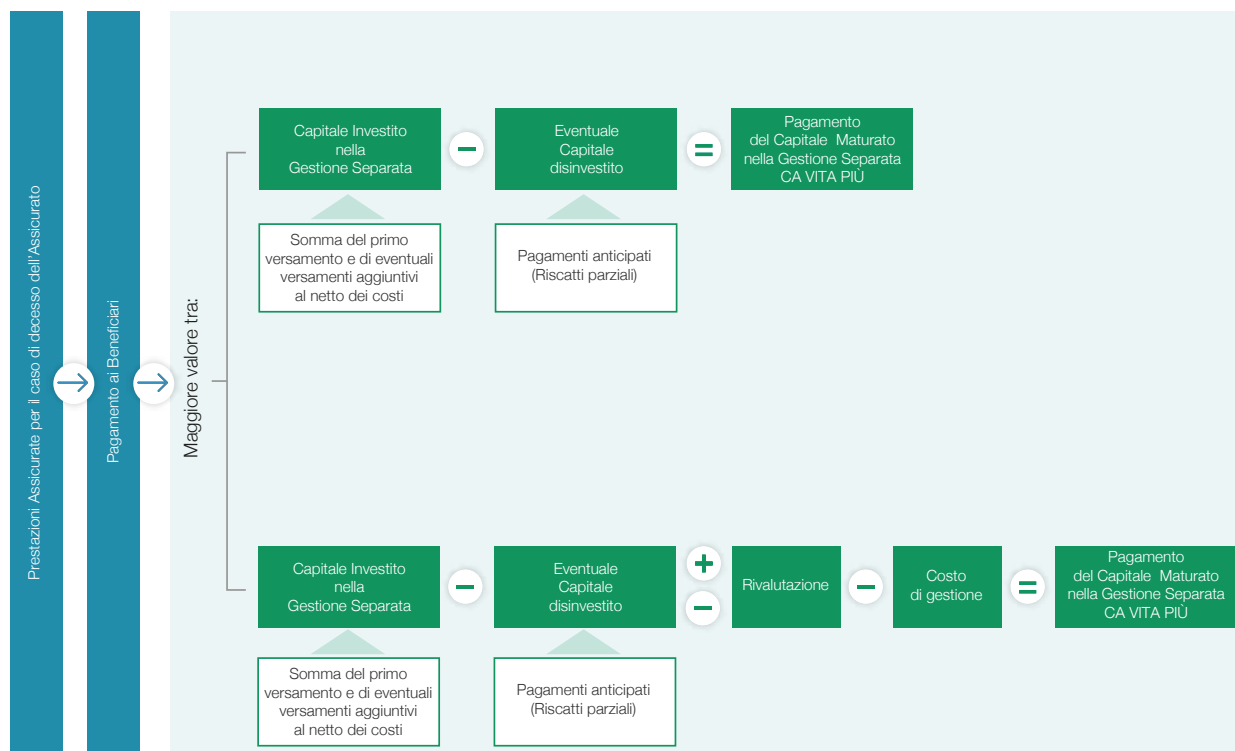 Prestazioni Assicurate per il caso di decesso dell'Assicurato
Pagamento ai Beneficiari
Maggiore valore tra:
Capitale Investito
nella
Gestione Separata
−
Eventuale
Capitale
disinvestito
=
Pagamento
del Capitale Maturato
nella Gestione Separata
CA VITA PIÙ
Somma del primo
versamento e di eventuali
versamenti aggiuntivi
al netto dei costi
Pagamenti anticipati
(Riscatti parziali)
Capitale Investito
nella
Gestione Separata
−
Eventuale
Capitale
disinvestito
+
−
Rivalutazione
−
Costo
di gestione
=
Pagamento
del Capitale Maturato
nella Gestione Separata
CA VITA PIÙ
Somma del primo
versamento e di eventuali
versamenti aggiuntivi
al netto dei costi
Pagamenti anticipati
(Riscatti parziali)